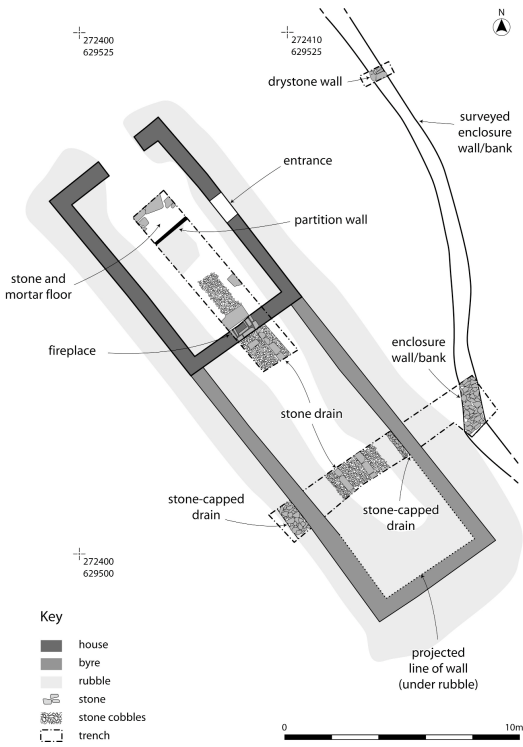 N
272400
629525
272410
629525
drystone wall
surveyed
enclosure
wall/bank
entrance
partition wall
stone and
mortar floor
fireplace
enclosure
wall/bank
stone drain
stone-capped
drain
stone-capped
drain
272400
629500
projected
line of wall
(under rubble)
Key
house
byre
rubble
stone
stone cobbles
trench
0
10m